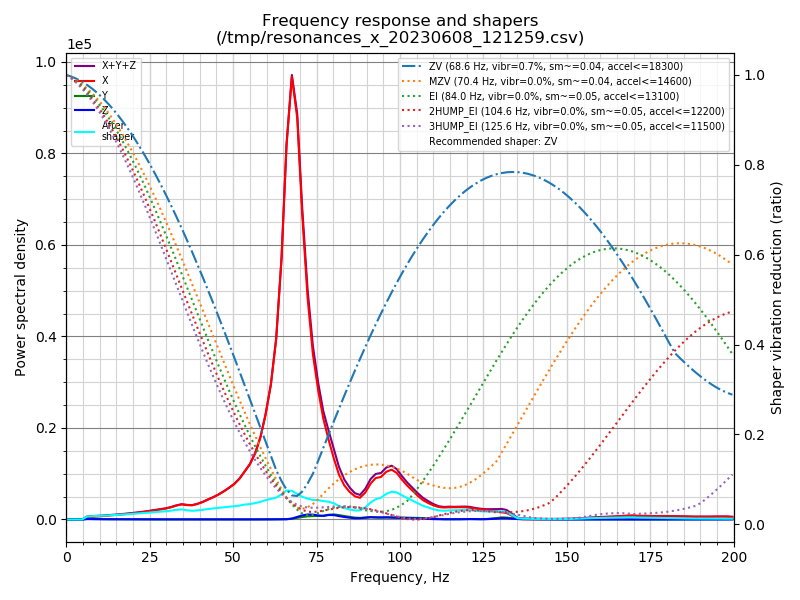 Frequency response and shapers
(/tmp/resonances_x_20230608_121259.csv)
1e5
X+Y+Z
X
Y
Z
After
shaper
ZV (68.6 Hz, vibr=0.7%, sm~=0.04, accel<=18300)
MZV (70.4 Hz, vibr=0.0%, sm~=0.04, accel<=14600)
EI (84.0 Hz, vibr=0.0%, sm~=0.05, accel<=13100)
2HUMP_EI (104.6 Hz, vibr=0.0%, sm~=0.05, accel<=12200)
3HUMP_EI (125.6 Hz, vibr=0.0%, sm~=0.05, accel<=11500)
Recommended shaper: ZV
1.0
0.8
0.6
0.4
0.2
0.0
Power spectral density
1.0
0.8
0.6
0.4
0.2
0.0
Shaper vibration reduction (ratio)
0 25 50 75 100 125 150 175 200
Frequency, Hz